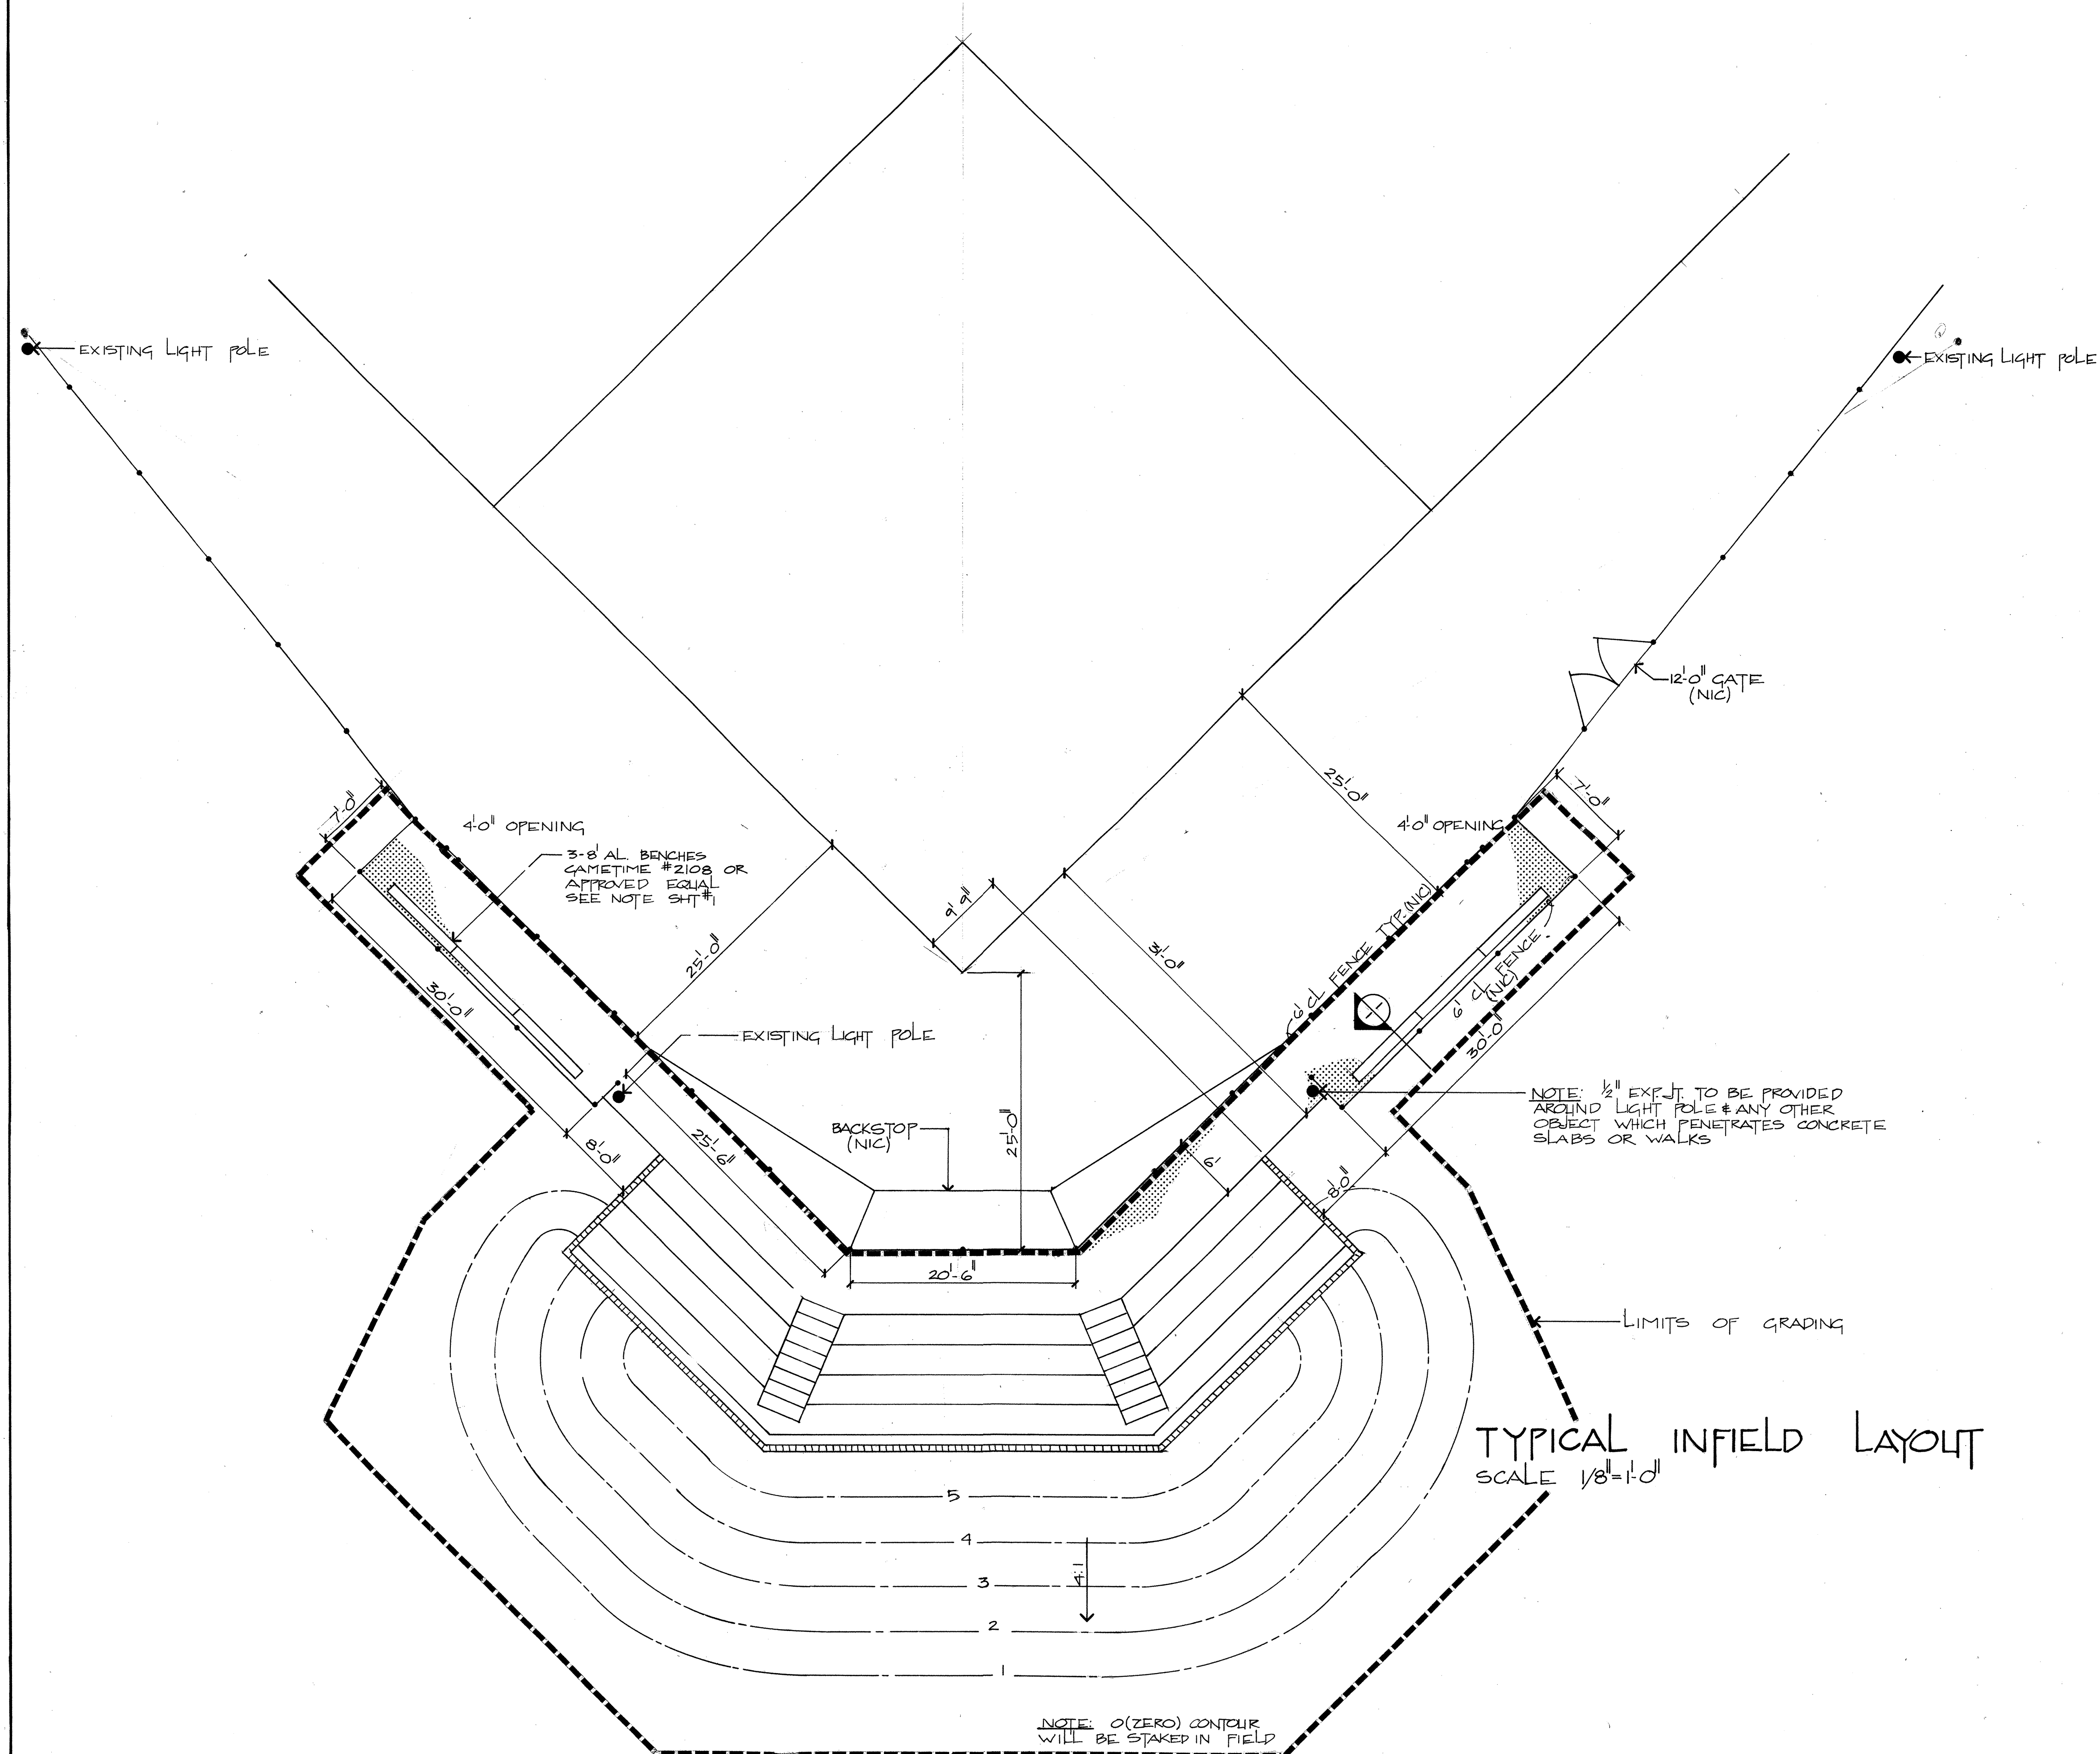 EXISTING LIGHT POLE
EXISTING LIGHT POLE
12'-0" GATE
(NIC)
7'-0"
4'-0" OPENING
3-8' AL. BENCHES
GAMETIME #2108 OR
APPROVED EQUAL
SEE NOTE SHT#1
25'-0"
4'-0" OPENING
7'-0"
9' 9"
25'-0"
31'-0"
6' CL FENCE TYP. (NIC)
6' CL FENCE
(NIC)
30'-0"
30'-0"
EXISTING LIGHT POLE
NOTE: 1/2" EXP. JT. TO BE PROVIDED
AROUND LIGHT POLE & ANY OTHER
OBJECT WHICH PENETRATES CONCRETE
SLABS OR WALKS
8'-0"
25'-6"
BACKSTOP
(NIC)
25'-0"
6'
8'-0"
20'-6"
LIMITS OF GRADING
TYPICAL INFIELD LAYOUT
SCALE 1/8"=1'-0"
5
4
3
4:1
2
1
NOTE: 0(ZERO) CONTOUR
WILL BE STAKED IN FIELD